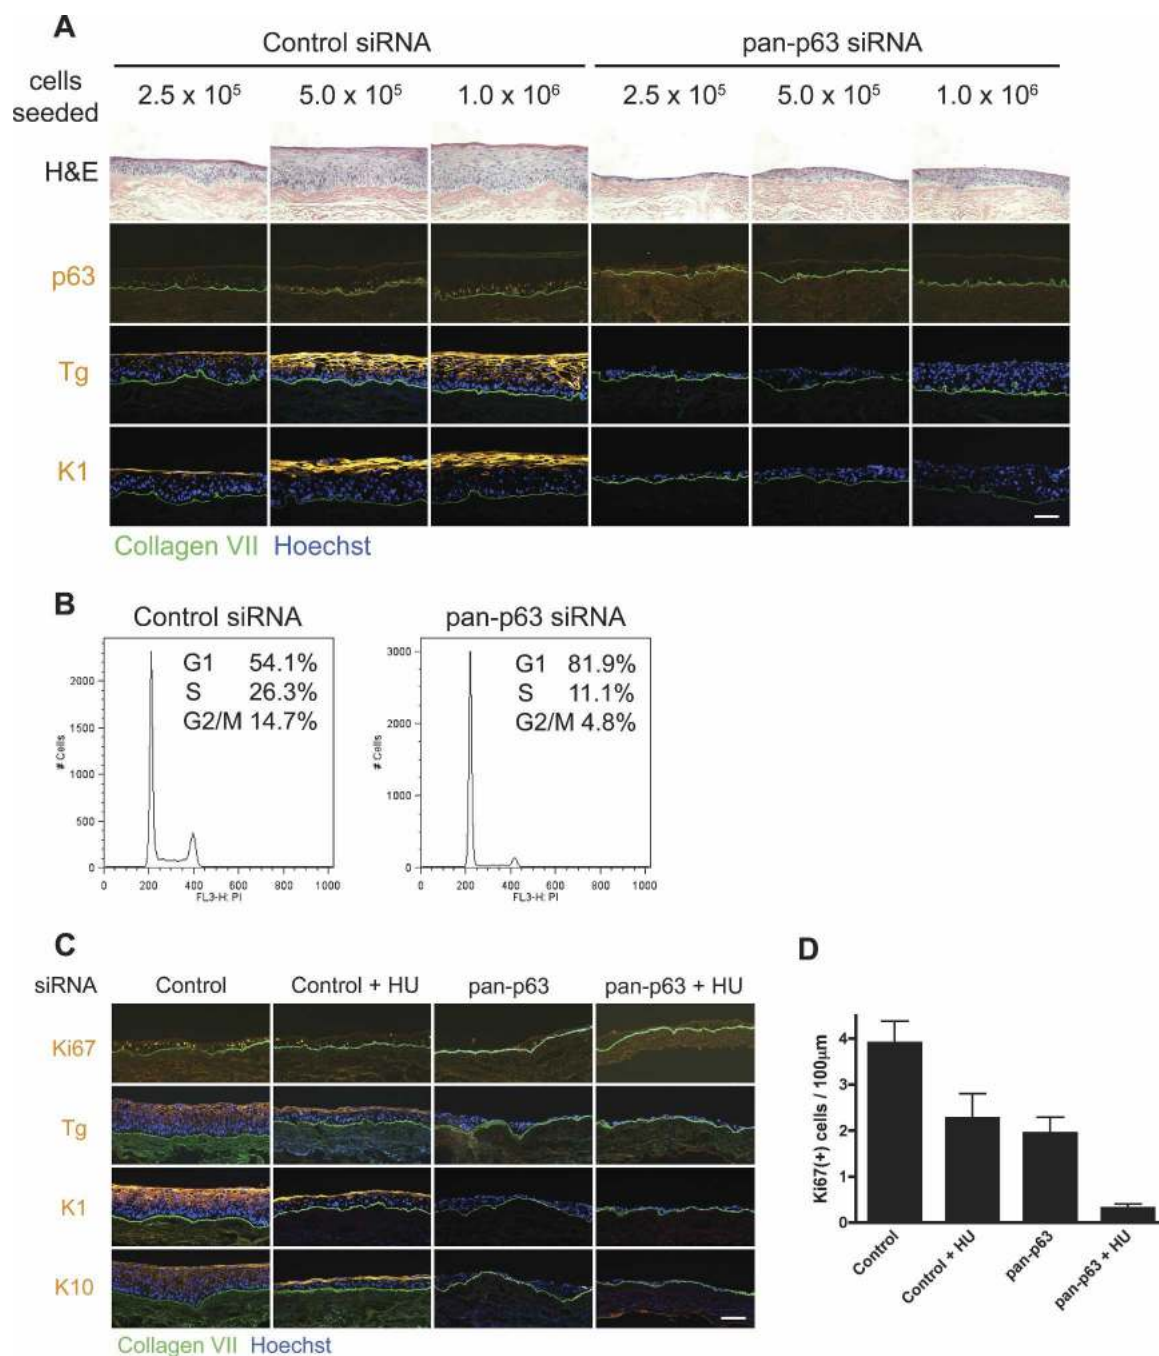 A
Control siRNA pan-p63 siRNA
cells seeded 2.5 x 10⁵ 5.0 x 10⁵ 1.0 x 10⁶ 2.5 x 10⁵ 5.0 x 10⁵ 1.0 x 10⁶
H&E
p63
Tg
K1
Collagen VII Hoechst
B
Control siRNA
G1 54.1%
S 26.3%
G2/M 14.7%
# Cells
2000
1500
1000
500
0
0 200 400 600 800 1000
FL3-H: PI
pan-p63 siRNA
G1 81.9%
S 11.1%
G2/M 4.8%
# Cells
3000
2000
1000
0
0 200 400 600 800 1000
FL3-H: PI
C
siRNA Control Control + HU pan-p63 pan-p63 + HU
Ki67
Tg
K1
K10
Collagen VII Hoechst
D
Ki67(+) cells / 100µm
4
3
2
1
0
Control
Control + HU
pan-p63
pan-p63 + HU